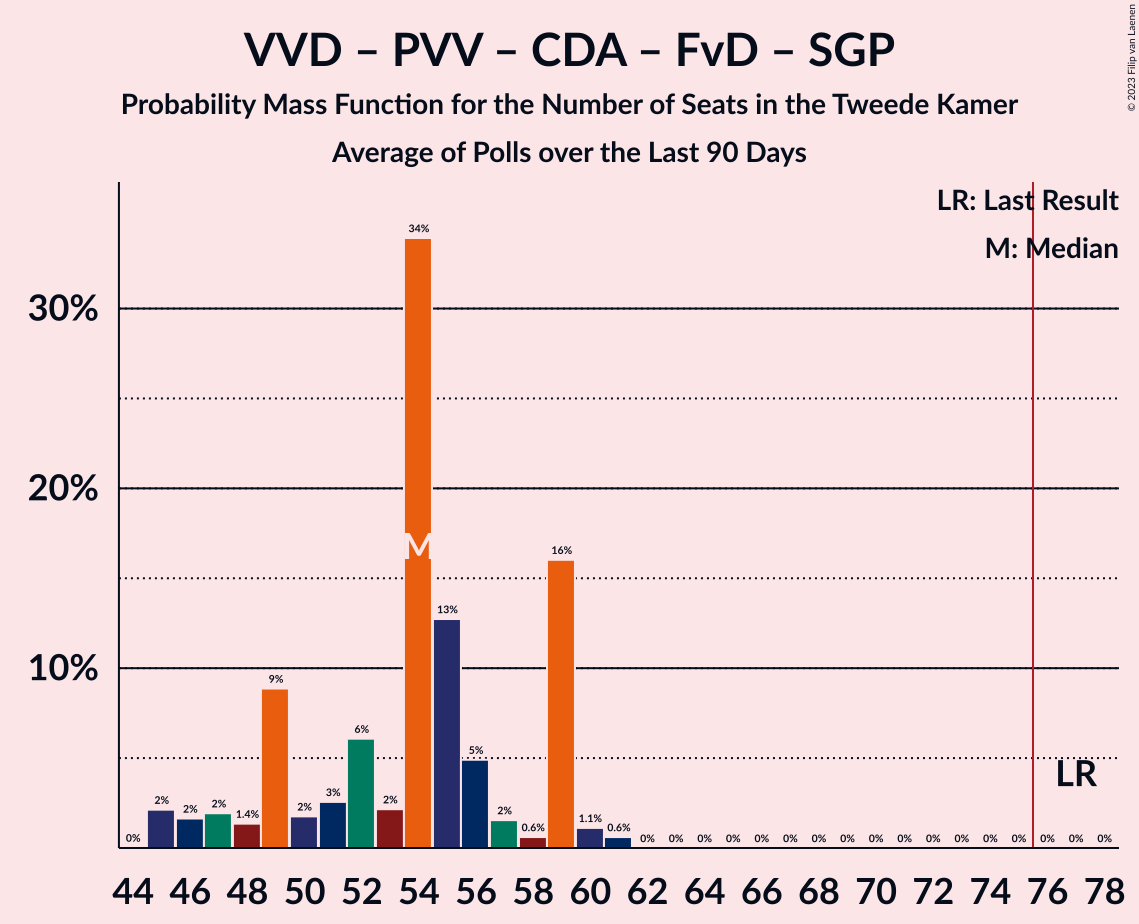 VVD – PVV – CDA – FvD – SGP
Probability Mass Function for the Number of Seats in the Tweede Kamer
Average of Polls over the Last 90 Days
© 2023 Filip van Laenen
LR: Last Result
M: Median
34%
30%
20%
M
16%
13%
10%
9%
6%
5%
LR
0% 2% 2% 2% 1.4% 2% 3% 2% 2% 0.6% 1.1% 0.6% 0% 0% 0% 0% 0% 0% 0% 0% 0% 0% 0% 0% 0% 0% 0% 0% 0%
44 46 48 50 52 54 56 58 60 62 64 66 68 70 72 74 76 78